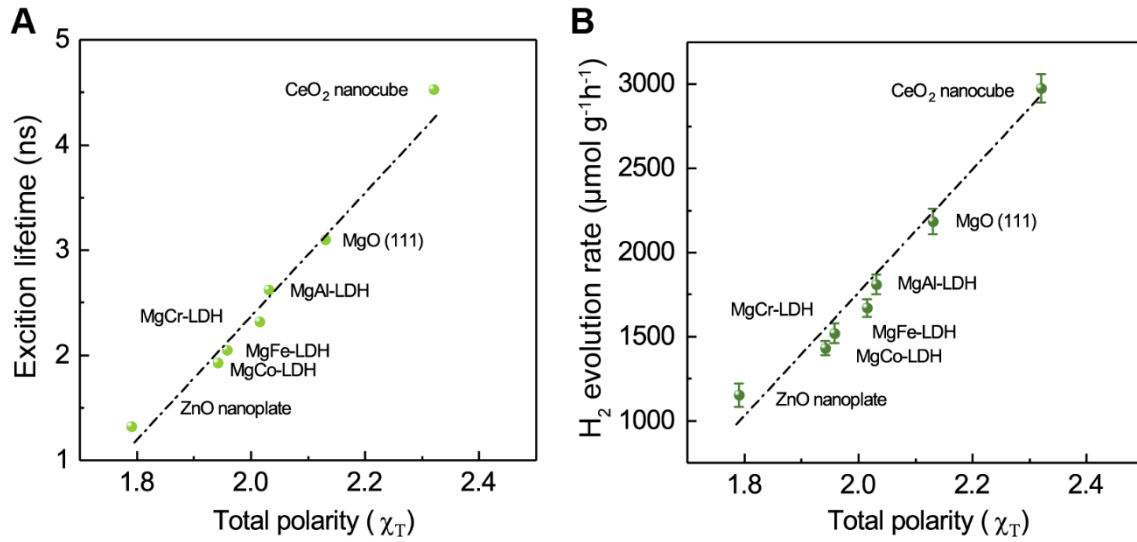 A
Excition lifetime (ns)
5
4
3
2
1
CeO₂ nanocube
MgO (111)
MgAl-LDH
MgCr-LDH
MgFe-LDH
MgCo-LDH
ZnO nanoplate
1.8 2.0 2.2 2.4
Total polarity ( χT)
B
H₂ evolution rate (μmol g⁻¹h⁻¹)
3000
2500
2000
1500
1000
CeO₂ nanocube
MgO (111)
MgAl-LDH
MgCr-LDH
MgFe-LDH
MgCo-LDH
ZnO nanoplate
1.8 2.0 2.2 2.4
Total polarity ( χT)